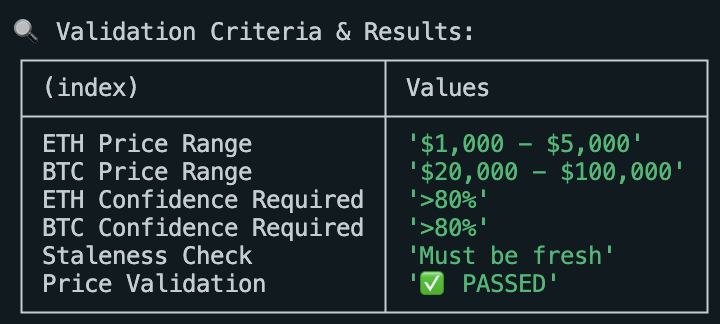 🔍 Validation Criteria & Results:
(index) Values
ETH Price Range '$1,000 - $5,000'
BTC Price Range '$20,000 - $100,000'
ETH Confidence Required '>80%'
BTC Confidence Required '>80%'
Staleness Check 'Must be fresh'
Price Validation '✅ PASSED'